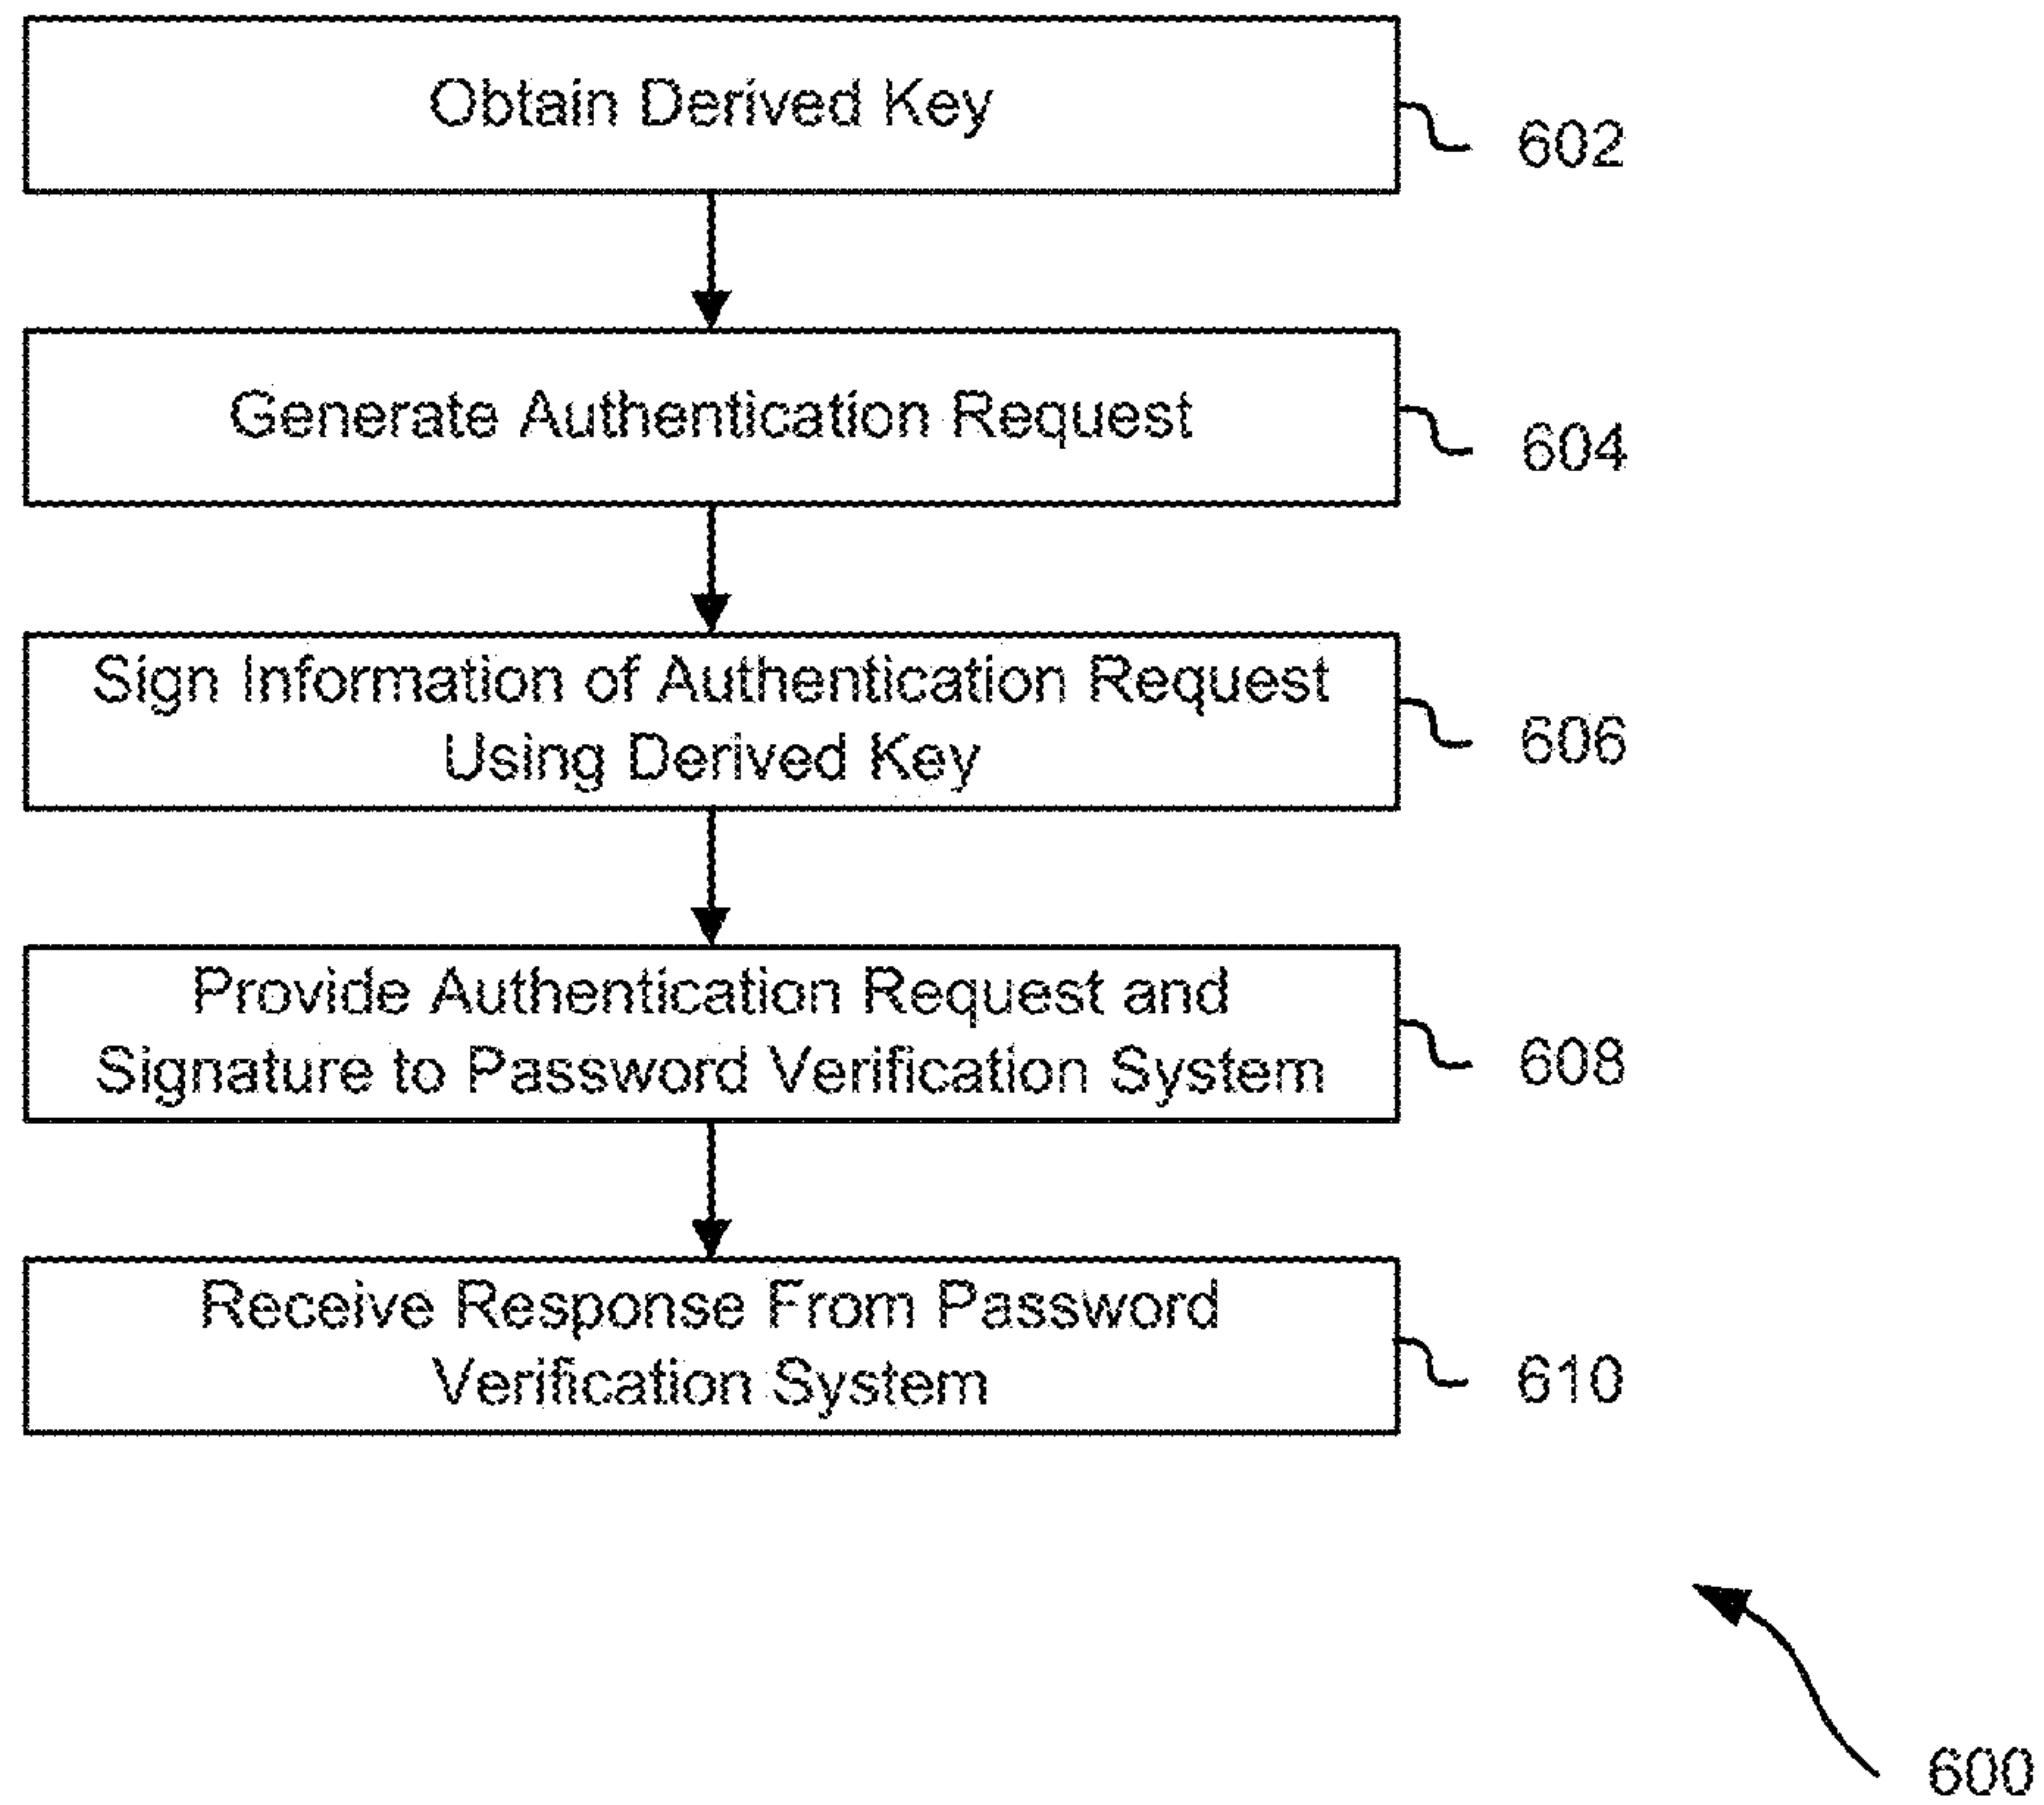 Obtain Derived Key
602
Generate Authentication Request
604
Sign Information of Authentication Request
Using Derived Key
606
Provide Authentication Request and
Signature to Password Verification System
608
Receive Response From Password
Verification System
610
600